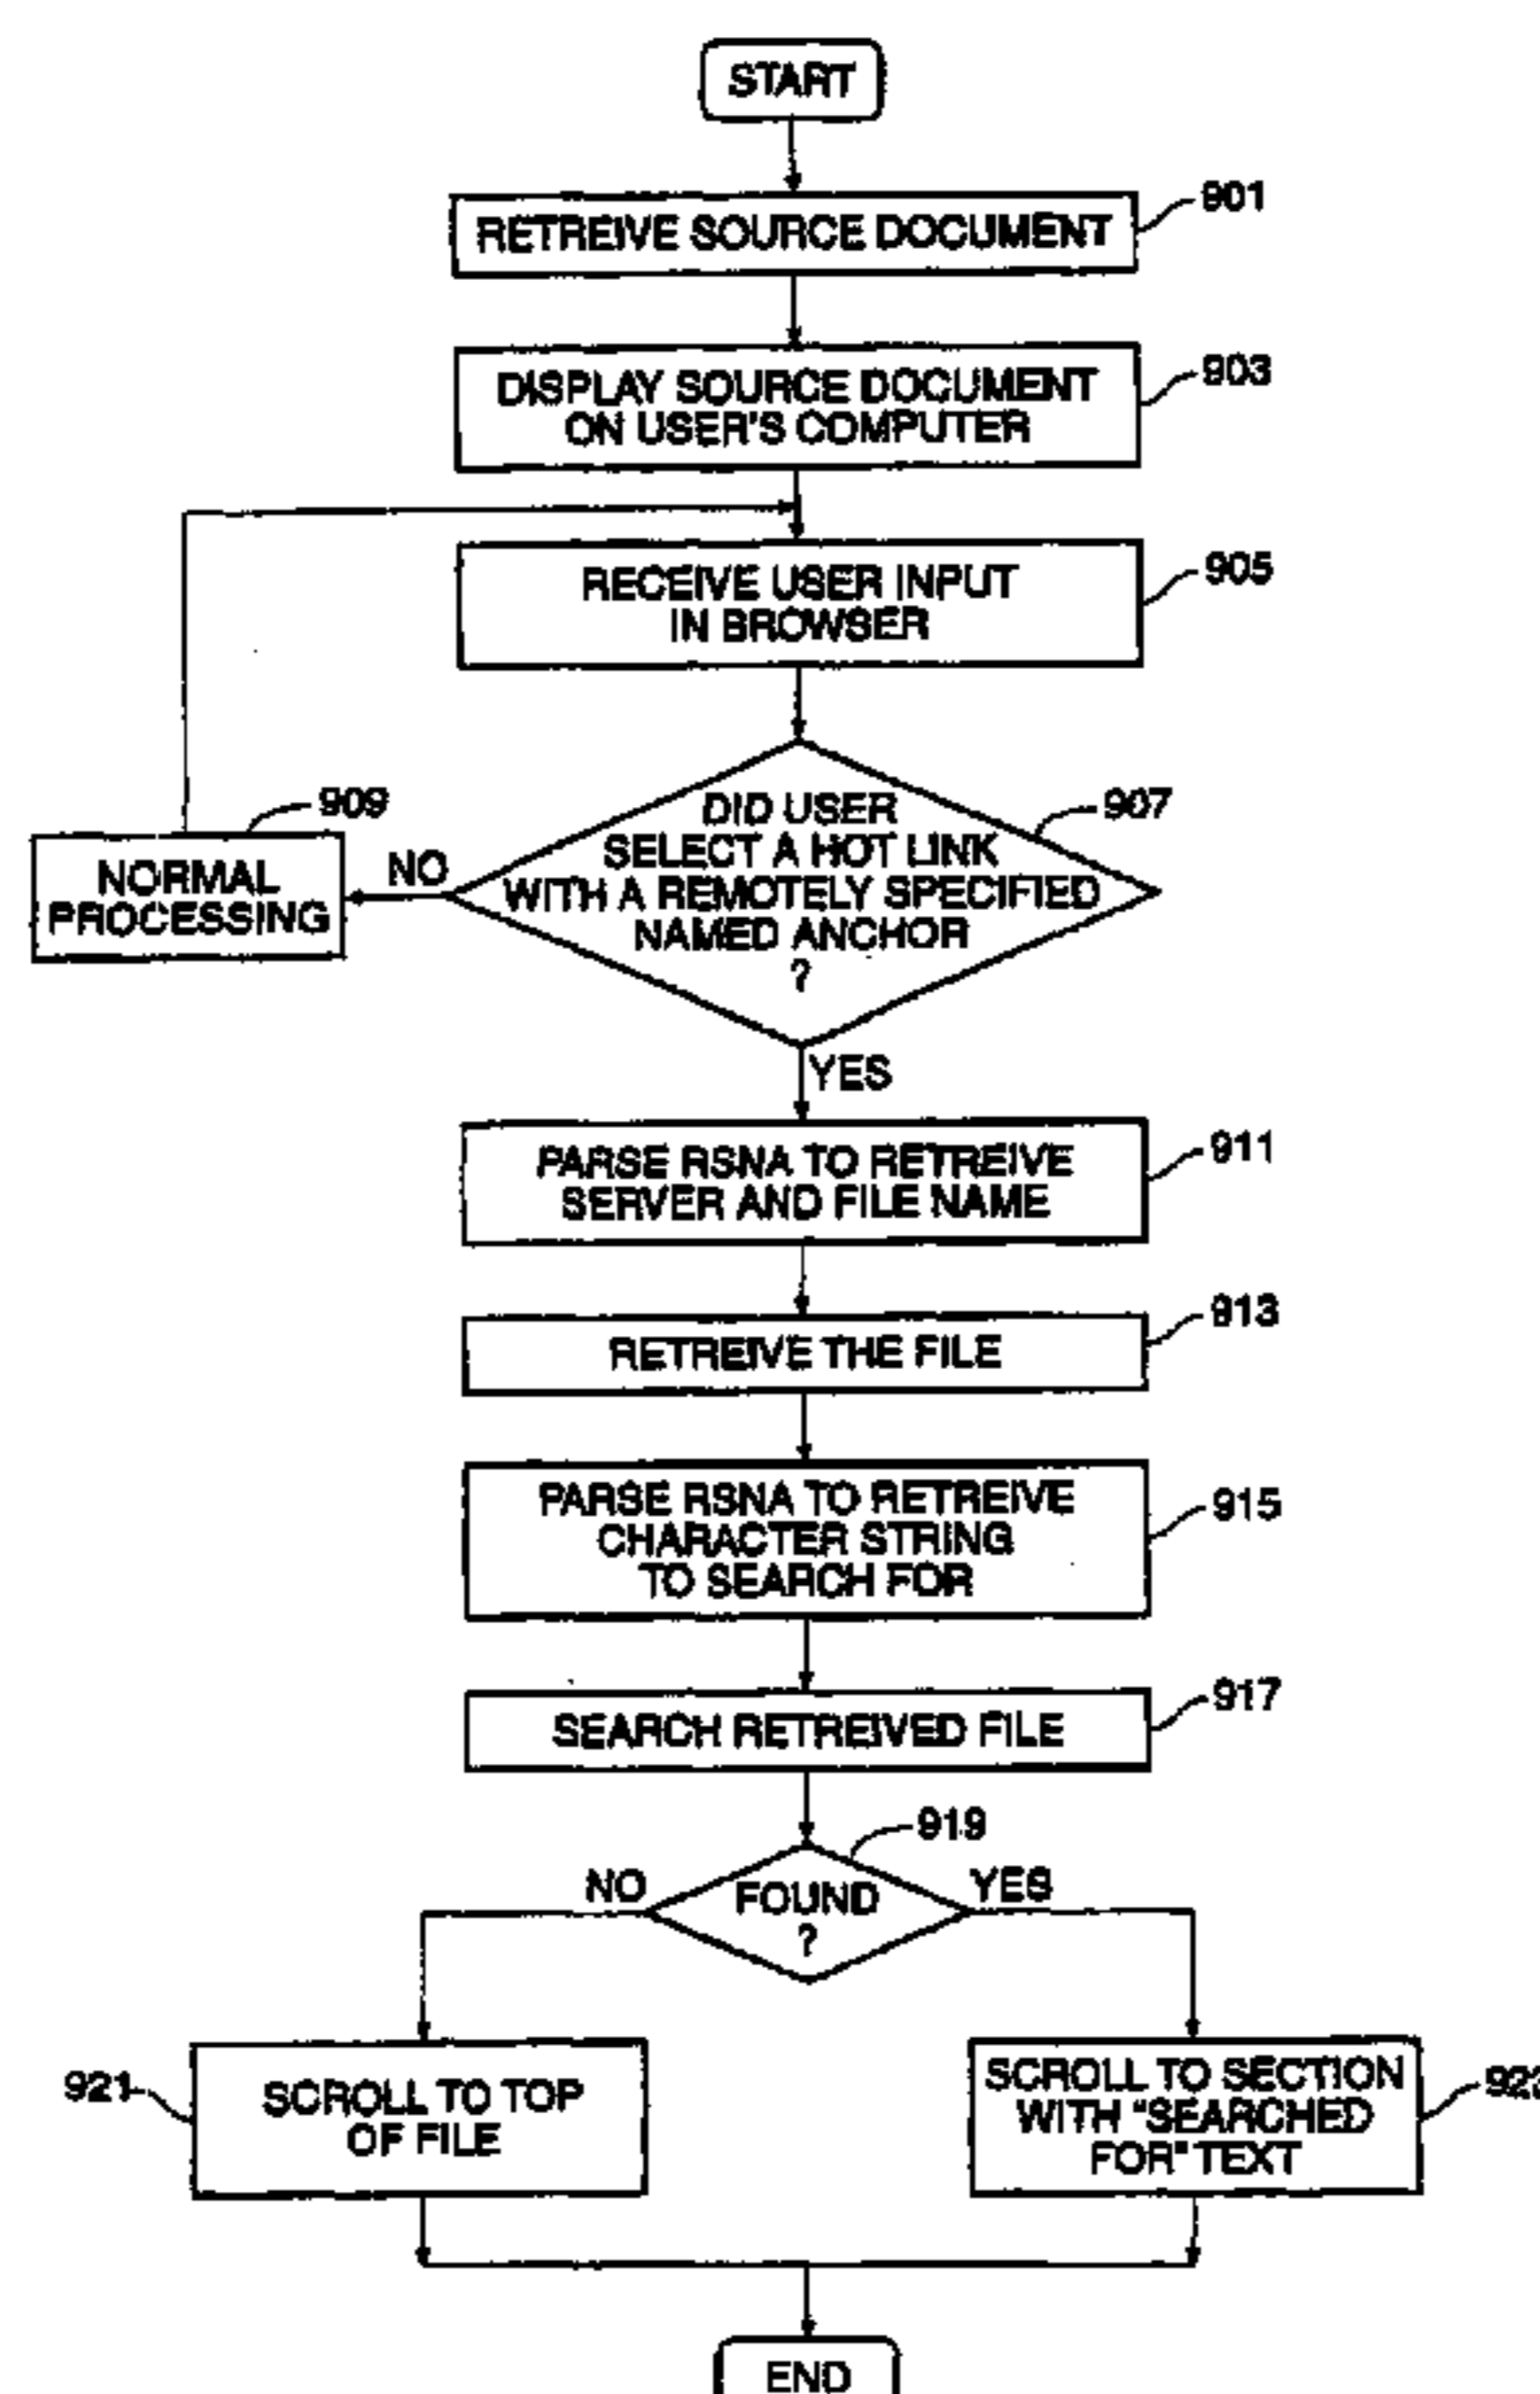 START
RETREIVE SOURCE DOCUMENT
901
DISPLAY SOURCE DOCUMENT
ON USER'S COMPUTER
903
RECEIVE USER INPUT
IN BROWSER
905
DID USER
SELECT A HOT LINK
WITH A REMOTELY SPECIFIED
NAMED ANCHOR
?
907
NO
909
NORMAL
PROCESSING
YES
PARSE RSNA TO RETREIVE
SERVER AND FILE NAME
911
RETREIVE THE FILE
913
PARSE RSNA TO RETREIVE
CHARACTER STRING
TO SEARCH FOR
915
SEARCH RETREIVED FILE
917
919
FOUND
?
NO
YES
921
SCROLL TO TOP
OF FILE
SCROLL TO SECTION
WITH "SEARCHED
FOR" TEXT
END